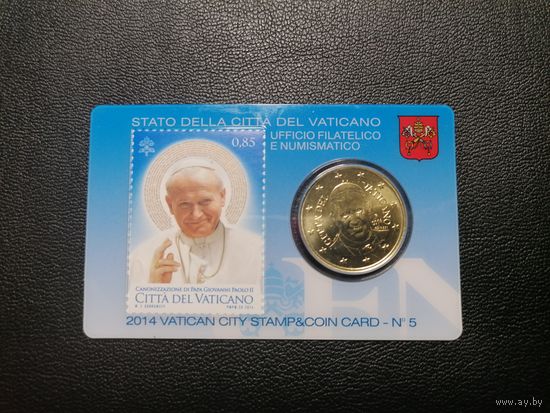 STATO DELLA CITTÀ DEL VATICANO
UFFICIO FILATELICO
E NUMISMATICO
0,85
CITTA' DEL VATICANO
CANONIZZAZIONE DI PAPA GIOVANNI PAOLO II
CITTÀ DEL VATICANO
2014 VATICAN CITY STAMP&COIN CARD - N° 5
www.ay.by